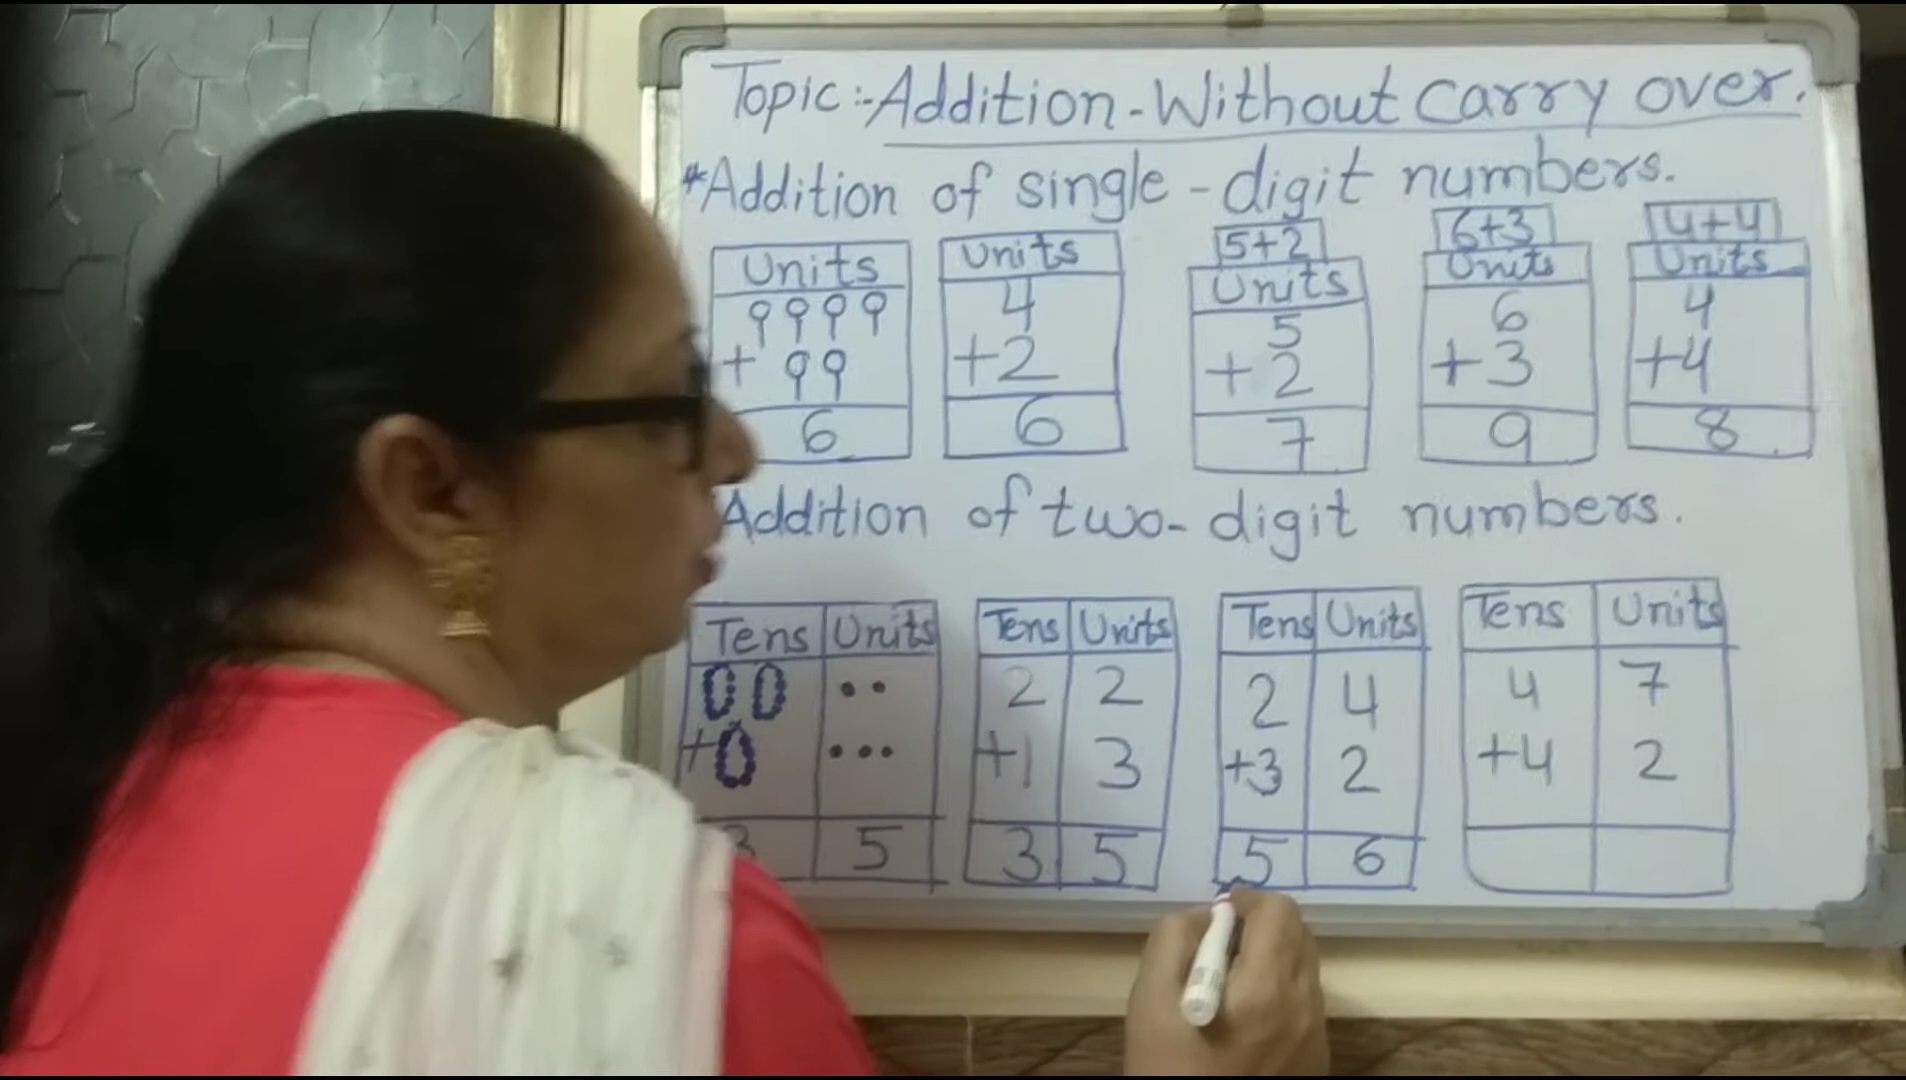 Topic:-Addition-Without carry over.
*Addition of single-digit numbers.
5+2 6+3 4+4
Units Units Units Units Units
4 5 6 4
+ +2 +2 +3 +4
6 6 7 9 8
Addition of two-digit numbers.
Tens Units Tens Units Tens Units Tens Units
2 2 2 4 4 7
+ +1 3 +3 2 +4 2
3 5 3 5 5 6